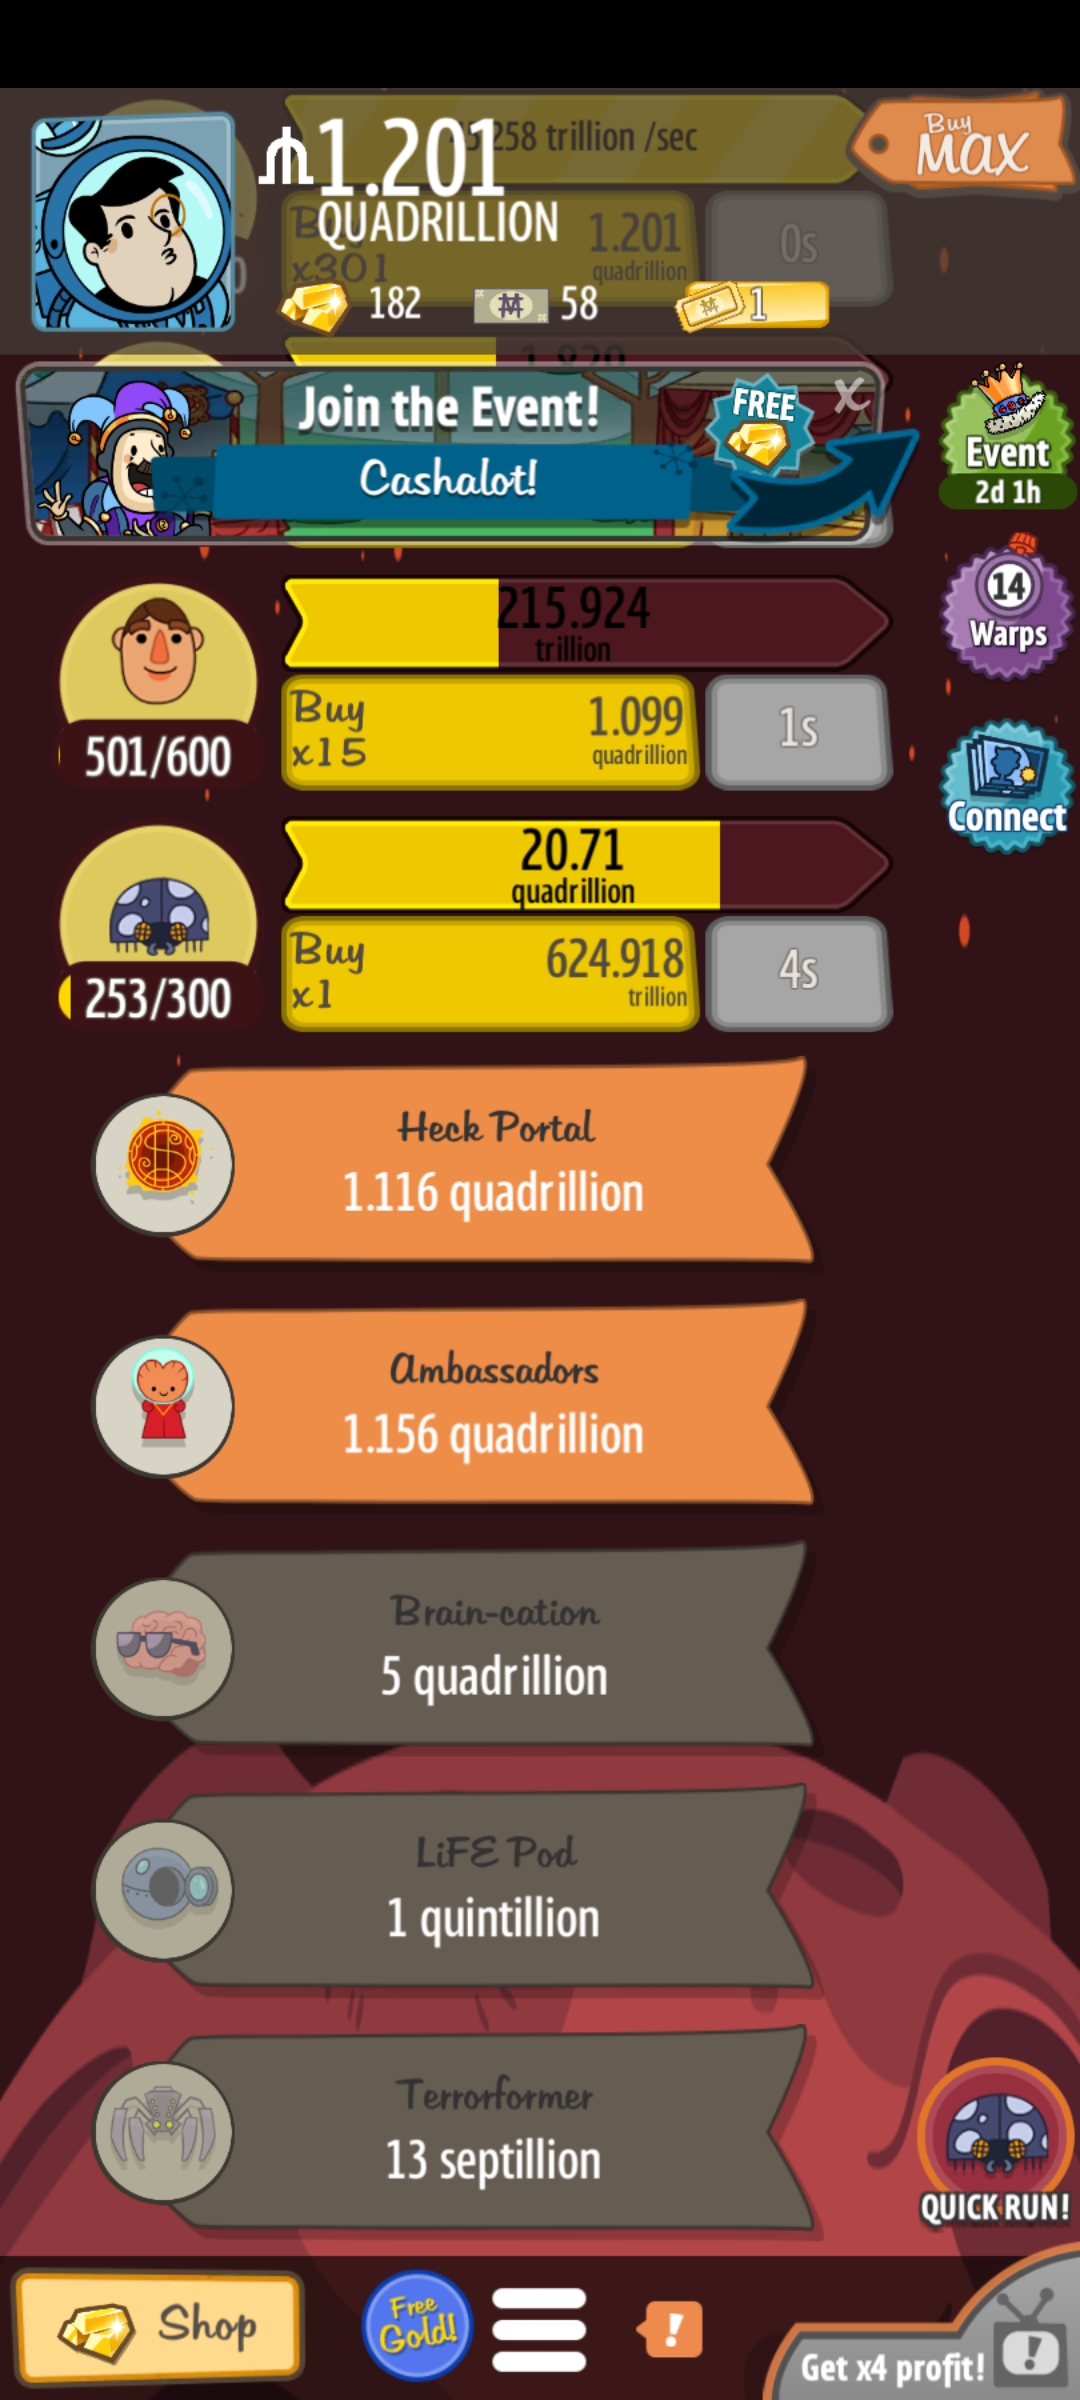 258 trillion /sec
1.201
QUADRILLION
Buy
MAX
Buy
x301
1.201
quadrillion
0s
182
58
1
Join the Event!
Cashalot!
FREE
X
Event
2d 1h
215.924
trillion
14
Warps
501/600
Buy
x15
1.099
quadrillion
1s
Connect
20.71
quadrillion
253/300
Buy
x1
624.918
trillion
4s
Heck Portal
1.116 quadrillion
Ambassadors
1.156 quadrillion
Brain-cation
5 quadrillion
LiFE Pod
1 quintillion
Terrorformer
13 septillion
QUICK RUN!
Shop
Free
Gold!
!
Get x4 profit!
!